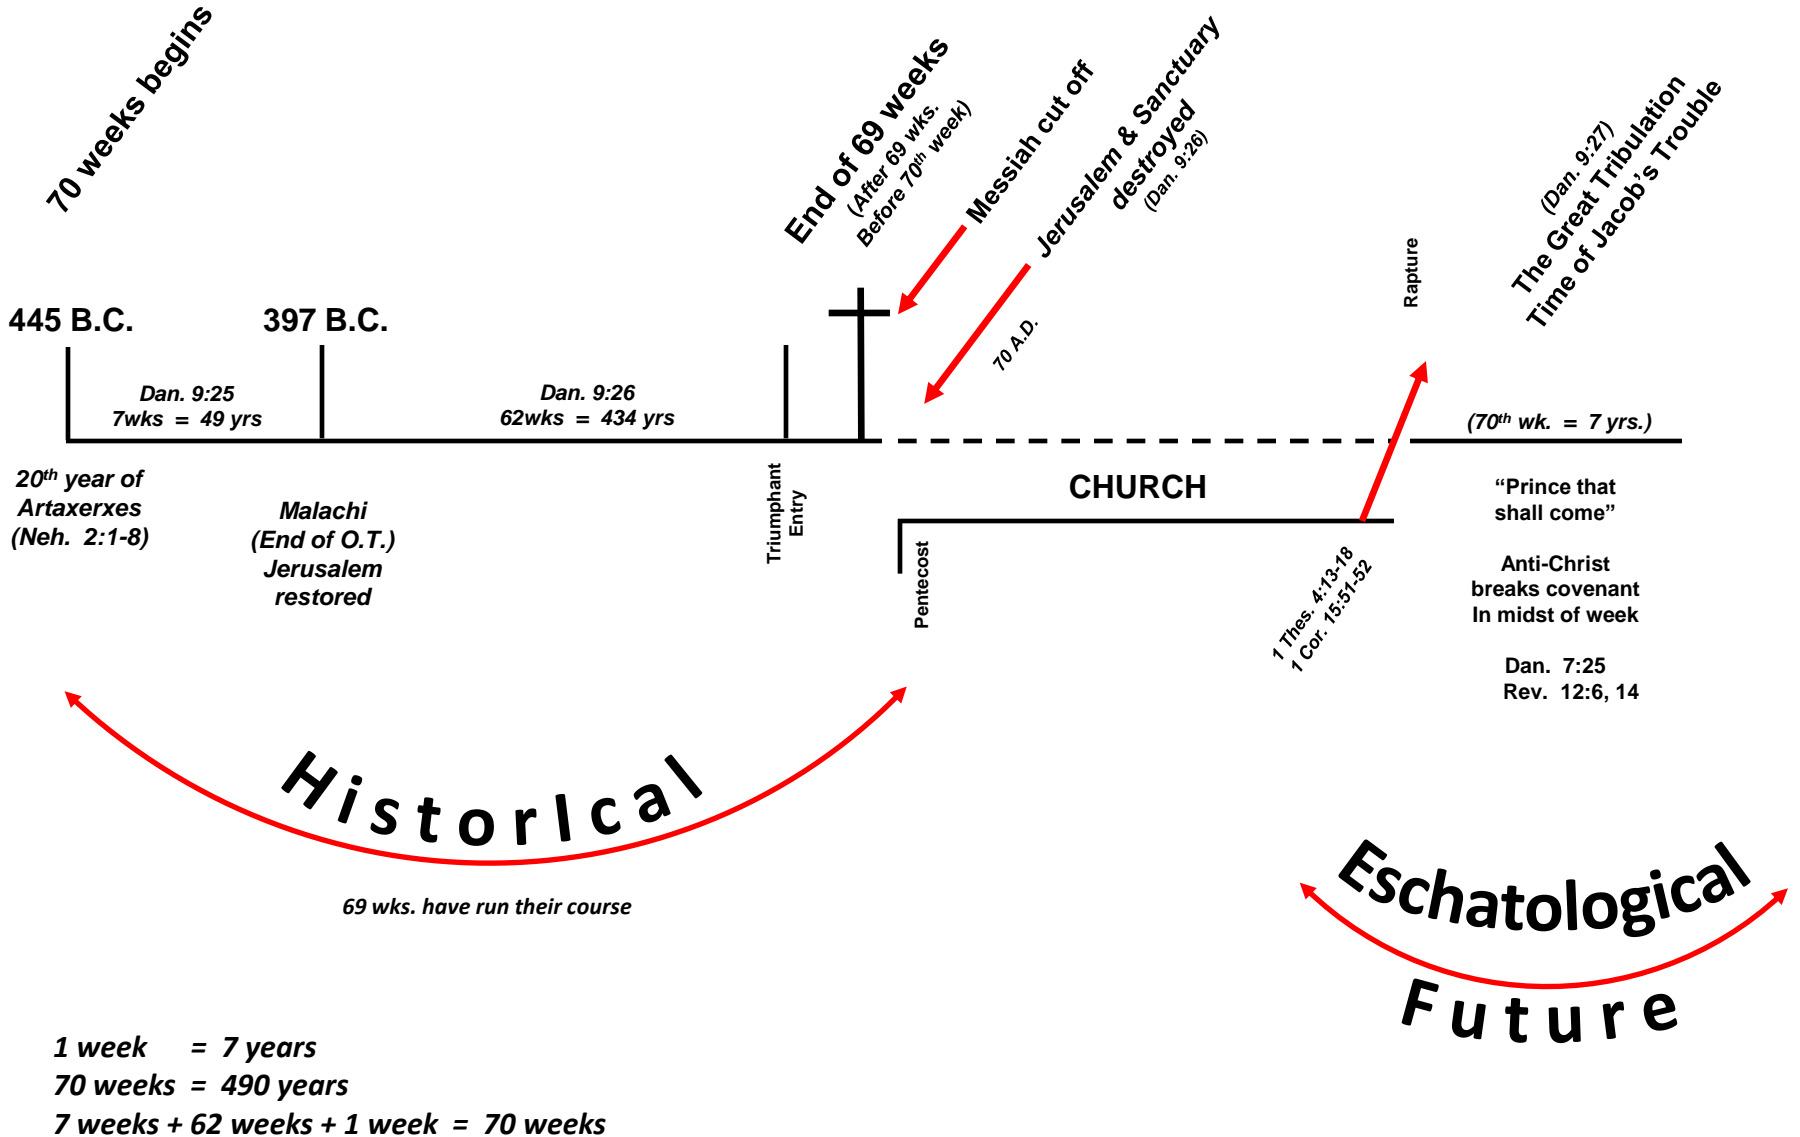 70 weeks begins
End of 69 weeks
(After 69 wks.
Before 70th week)
Messiah cut off
Jerusalem & Sanctuary
destroyed
(Dan. 9:26)
70 A.D.
Rapture
(Dan. 9:27)
The Great Tribulation
Time of Jacob's Trouble
445 B.C.
397 B.C.
Dan. 9:25
7wks = 49 yrs
Dan. 9:26
62wks = 434 yrs
(70th wk. = 7 yrs.)
20th year of
Artaxerxes
(Neh. 2:1-8)
Malachi
(End of O.T.)
Jerusalem
restored
Triumphant
Entry
CHURCH
Pentecost
1 Thes. 4:13-18
1 Cor. 15:51-52
“Prince that
shall come”
Anti-Christ
breaks covenant
In midst of week
Dan. 7:25
Rev. 12:6, 14
HistorIcal
69 wks. have run their course
Eschatological
Future
1 week = 7 years
70 weeks = 490 years
7 weeks + 62 weeks + 1 week = 70 weeks